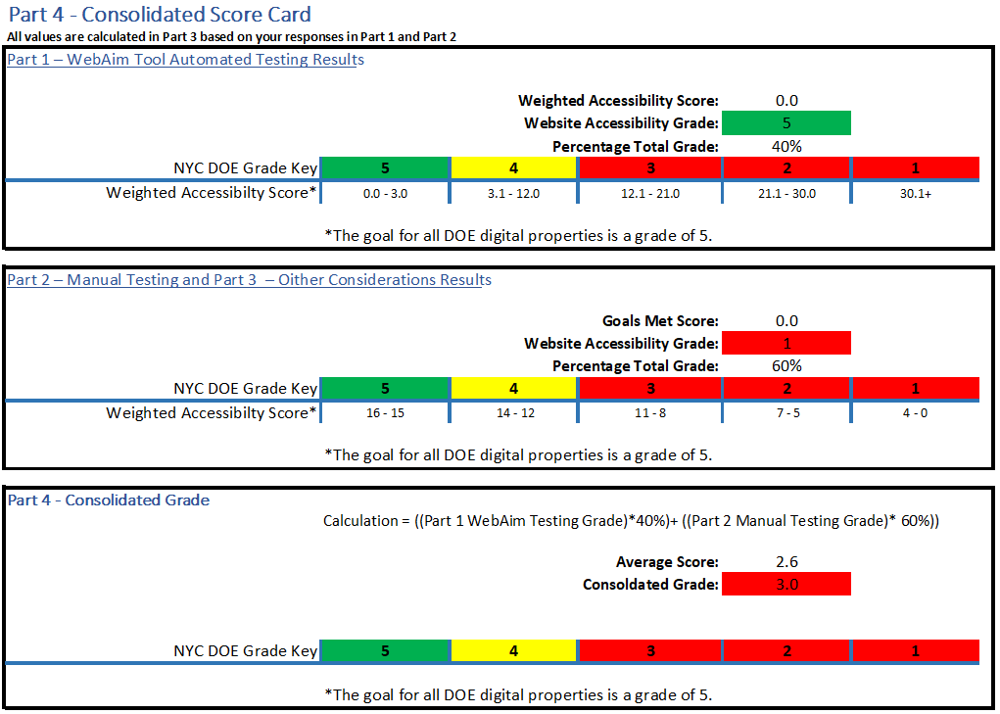 Part 4 - Consolidated Score Card
All values are calculated in Part 3 based on your responses in Part 1 and Part 2
Part 1 – WebAim Tool Automated Testing Results
Weighted Accessibility Score: 0.0
Website Accessibility Grade: 5
Percentage Total Grade: 40%
NYC DOE Grade Key 5 4 3 2 1
Weighted Accessibilty Score* 0.0 - 3.0 3.1 - 12.0 12.1 - 21.0 21.1 - 30.0 30.1+
*The goal for all DOE digital properties is a grade of 5.
Part 2 – Manual Testing and Part 3 – Oither Considerations Results
Goals Met Score: 0.0
Website Accessibility Grade: 1
Percentage Total Grade: 60%
NYC DOE Grade Key 5 4 3 2 1
Weighted Accessibilty Score* 16 - 15 14 - 12 11 - 8 7 - 5 4 - 0
*The goal for all DOE digital properties is a grade of 5.
Part 4 - Consolidated Grade
Calculation = ((Part 1 WebAim Testing Grade)*40%)+ ((Part 2 Manual Testing Grade)* 60%))
Average Score: 2.6
Consoldated Grade: 3.0
NYC DOE Grade Key 5 4 3 2 1
*The goal for all DOE digital properties is a grade of 5.